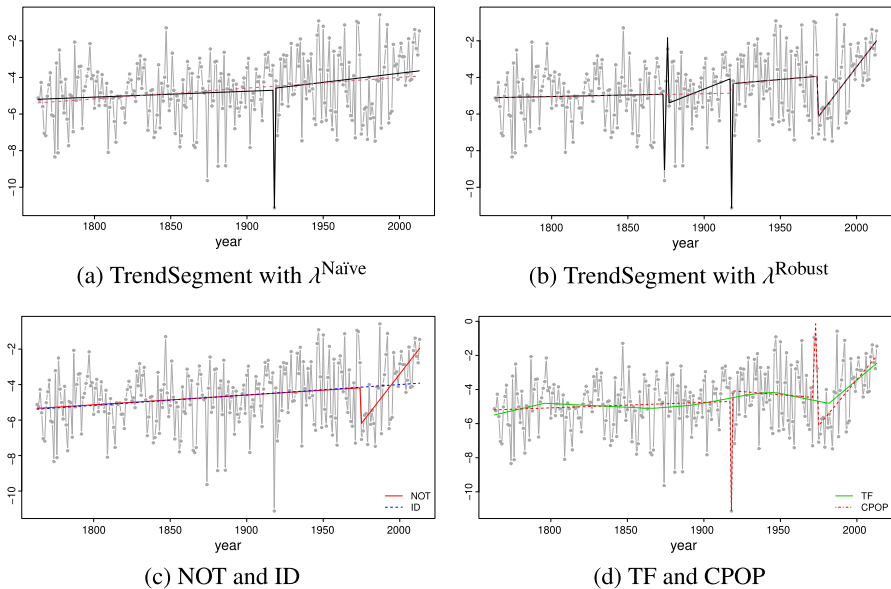 -2
-4
-6
-8
-10
1800 1850 1900 1950 2000
year
(a) TrendSegment with λ^Naïve
-2
-4
-6
-8
-10
1800 1850 1900 1950 2000
year
(b) TrendSegment with λ^Robust
-2
-4
-6
-8
-10
NOT
ID
1800 1850 1900 1950 2000
year
(c) NOT and ID
0
-2
-4
-6
-8
-10
TF
CPOP
1800 1850 1900 1950 2000
year
(d) TF and CPOP